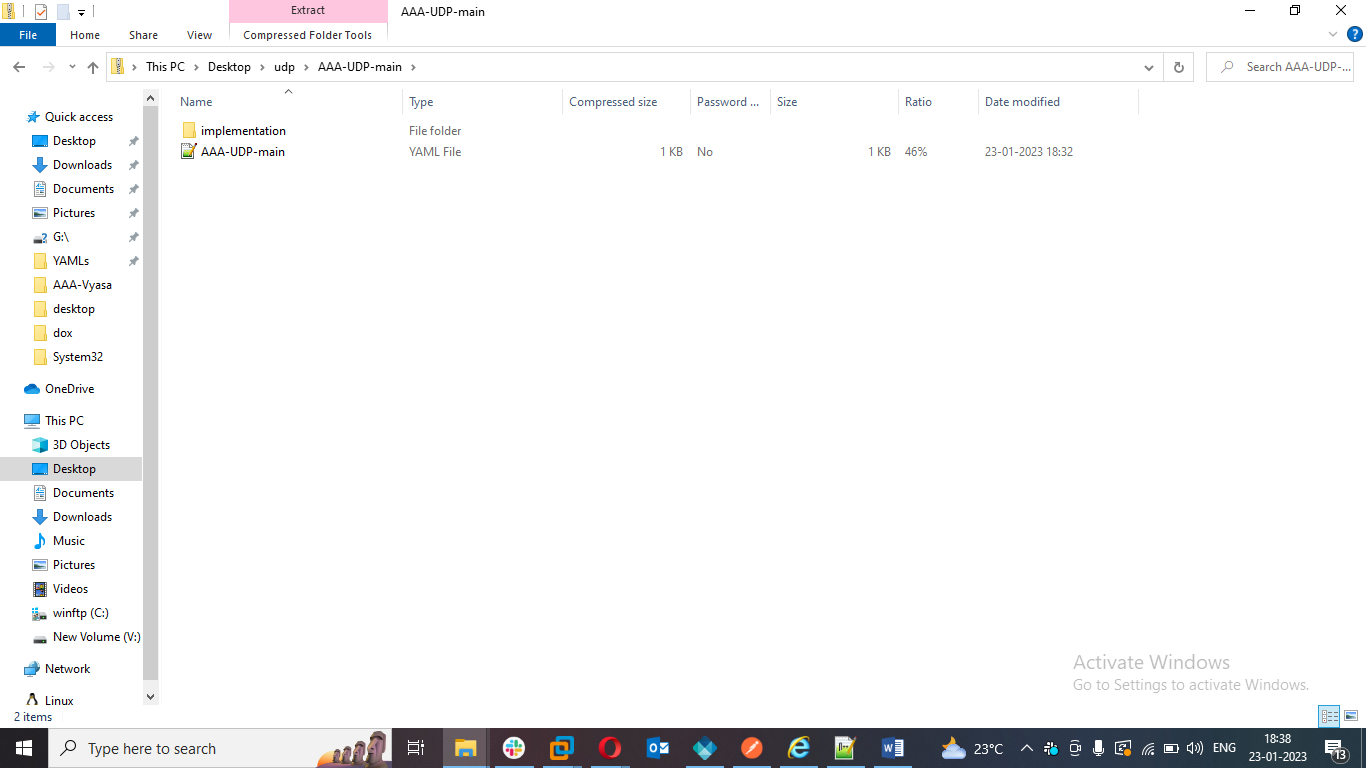 Extract
AAA-UDP-main
File
Home
Share
View
Compressed Folder Tools
This PC
Desktop
udp
AAA-UDP-main
Search AAA-UDP-...
Name
Type
Compressed size
Password ...
Size
Ratio
Date modified
implementation
File folder
AAA-UDP-main
YAML File
1 KB
No
1 KB
46%
23-01-2023 18:32
Quick access
Desktop
Downloads
Documents
Pictures
G:\
YAMLs
AAA-Vyasa
desktop
dox
System32
OneDrive
This PC
3D Objects
Desktop
Documents
Downloads
Music
Pictures
Videos
winftp (C:)
New Volume (V:)
Network
Linux
Activate Windows
Go to Settings to activate Windows.
2 items
Type here to search
23°C
ENG
18:38
23-01-2023
13